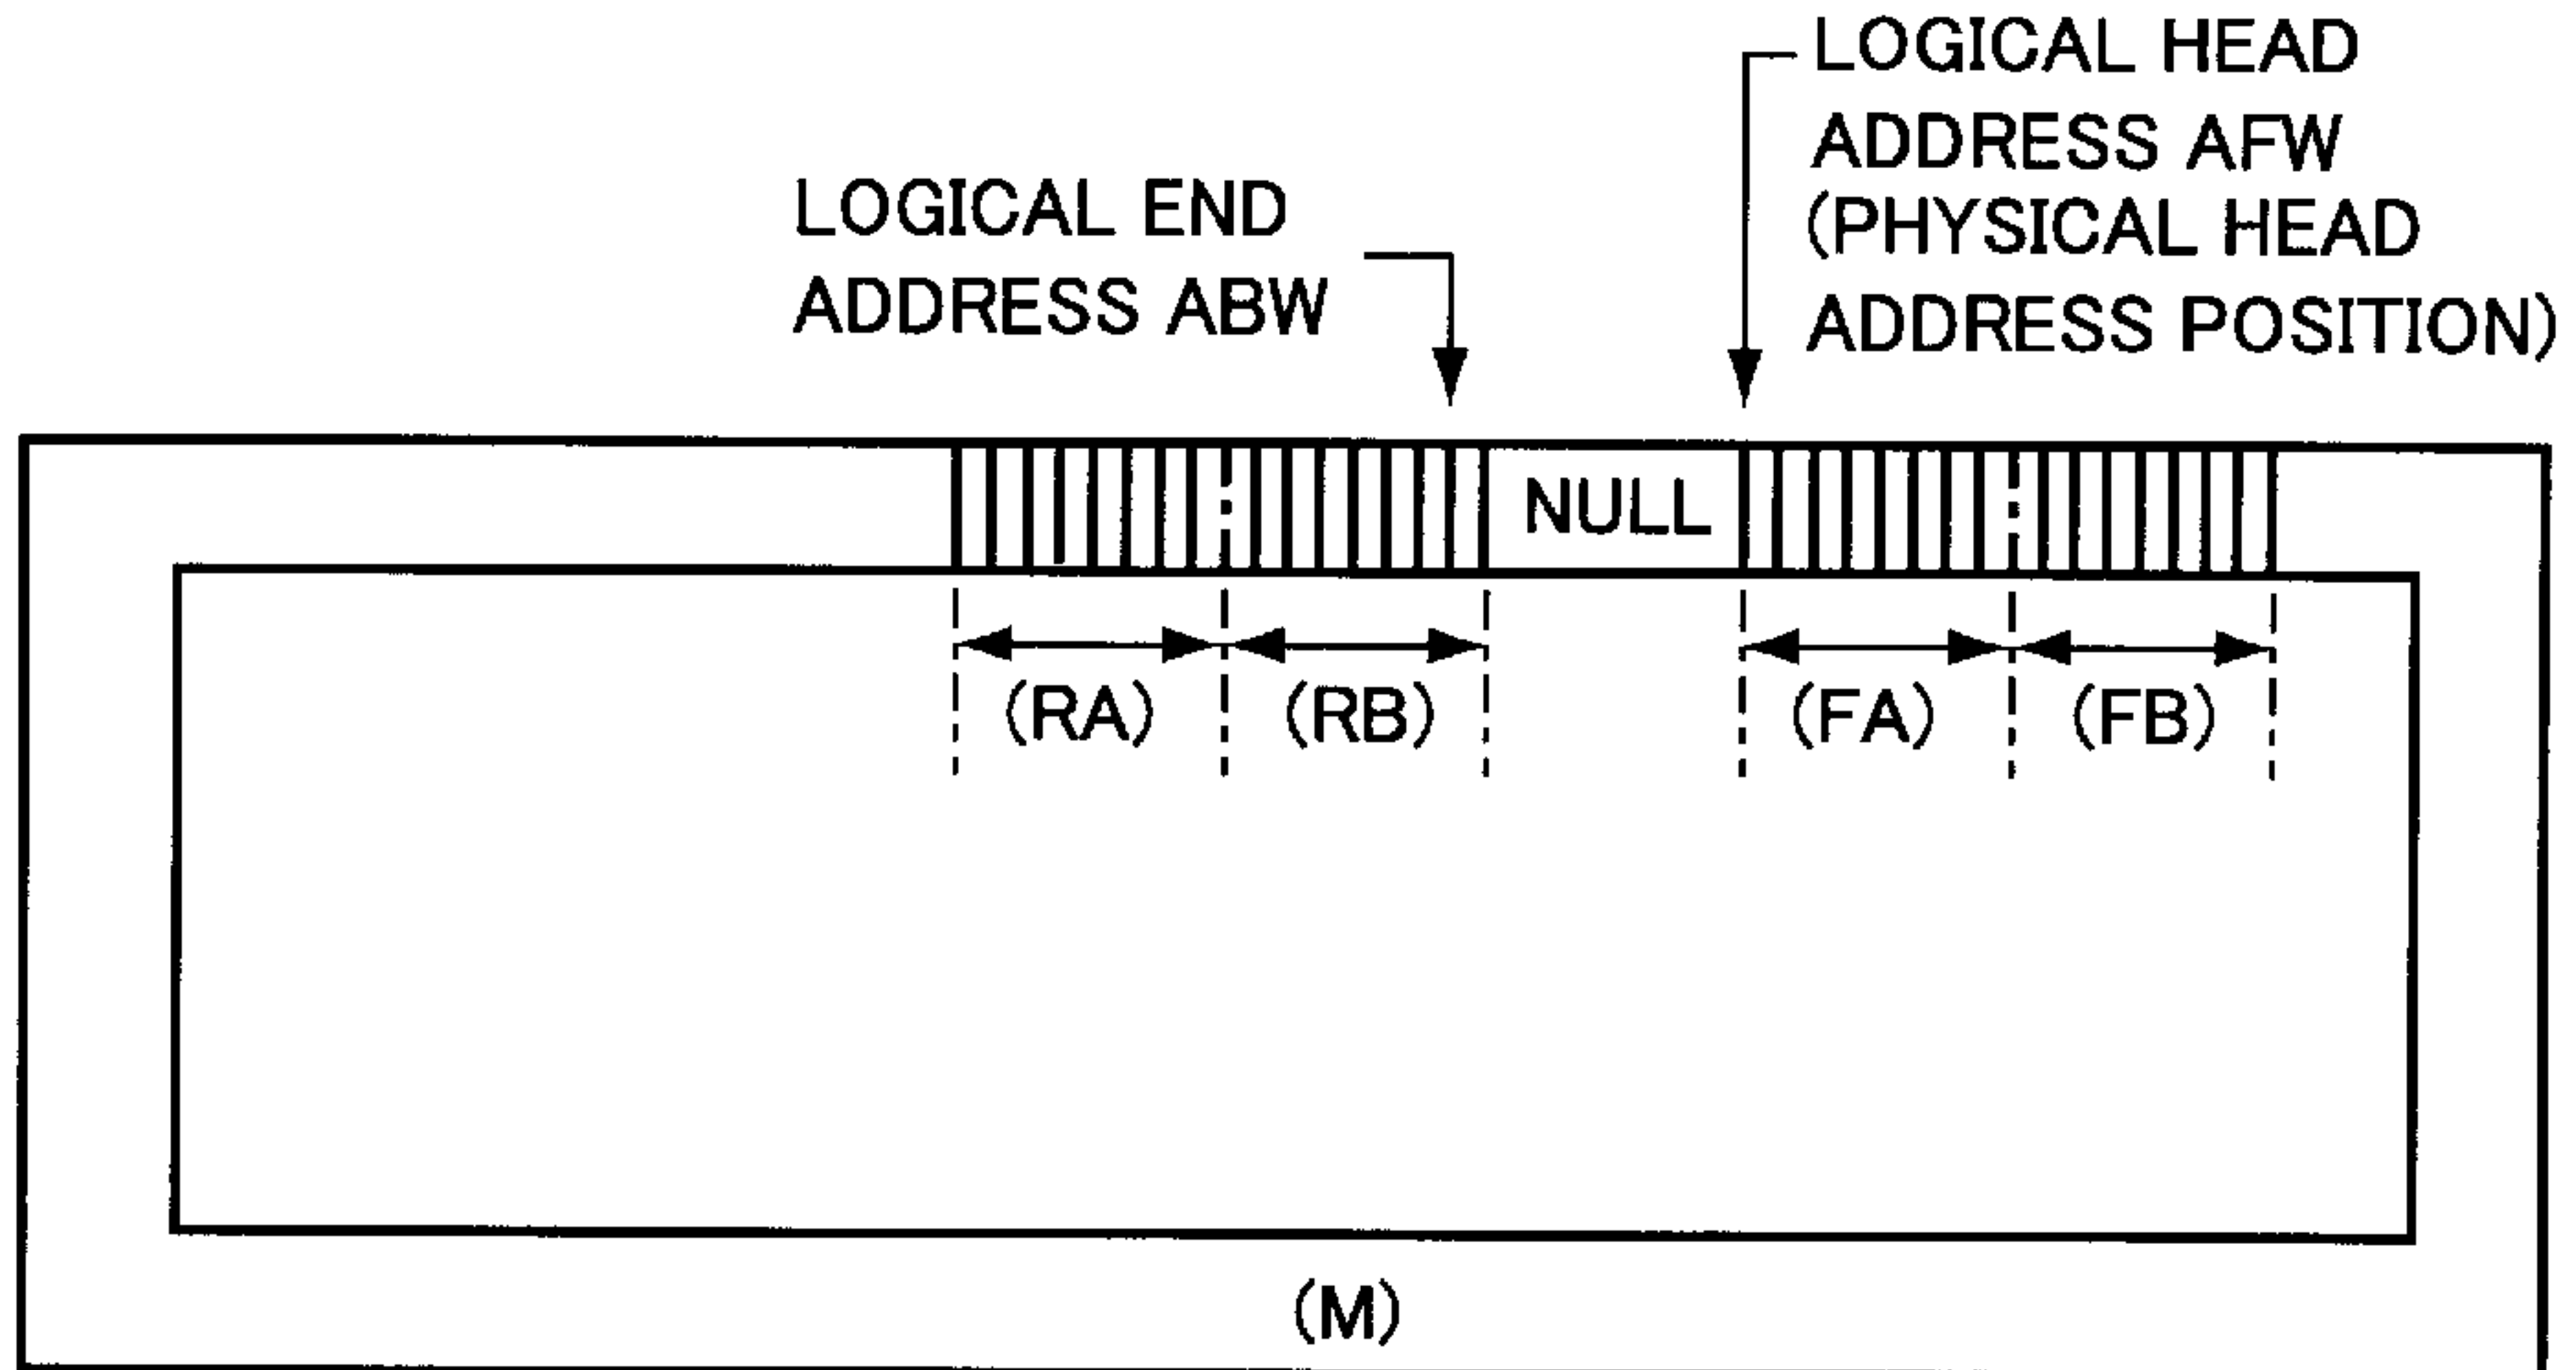 LOGICAL HEAD
ADDRESS AFW
(PHYSICAL HEAD
ADDRESS POSITION)
LOGICAL END
ADDRESS ABW
NULL
(RA)
(RB)
(FA)
(FB)
(M)